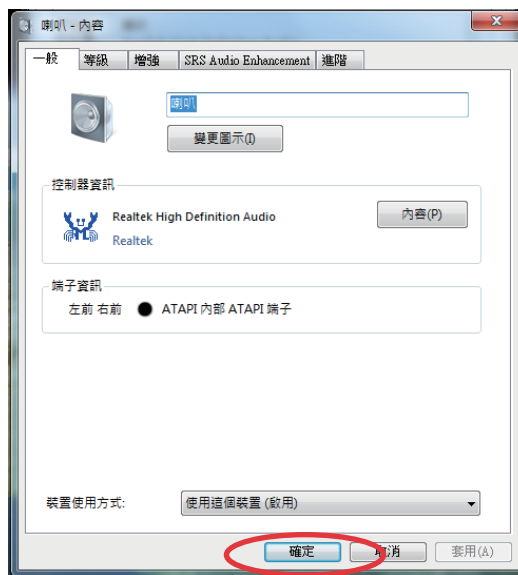 喇叭 - 內容
一般 等級 增強 SRS Audio Enhancement 進階
喇叭
變更圖示(I)
控制器資訊
Realtek High Definition Audio
Realtek
內容(P)
端子資訊
左前 右前 ATAPI 內部 ATAPI 端子
裝置使用方式:
使用這個裝置 (啟用)
確定 取消 套用(A)